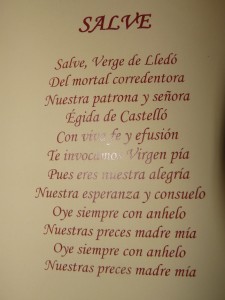 SALVE
Salve, Verge de Lledó
Del mortal corredentora
Nuestra patrona y señora
Égida de Castelló
Con viva fe y efusión
Te invocamos Virgen pía
Pues eres nuestra alegría
Nuestra esperanza y consuelo
Oye siempre con anhelo
Nuestras preces madre mía
Oye siempre con anhelo
Nuestras preces madre mía